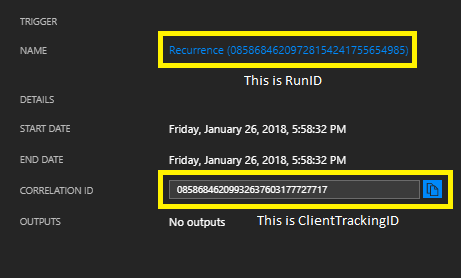 TRIGGER
NAME Recurrence (08586846209728154241755654985)
This is RunID
DETAILS
START DATE Friday, January 26, 2018, 5:58:32 PM
END DATE Friday, January 26, 2018, 5:58:32 PM
CORRELATION ID 08586846209932637603177727717
This is ClientTrackingID
OUTPUTS No outputs